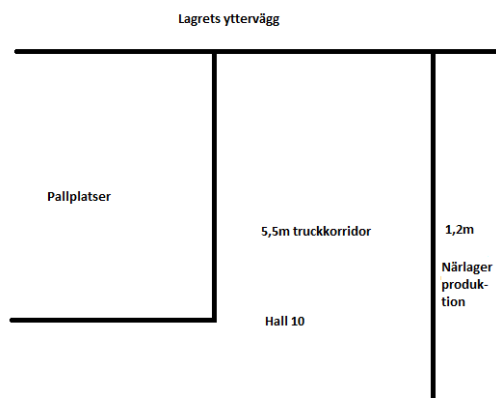 Lagrets yttervägg
Pallplatser
5,5m truckkorridor
1,2m
Närlager
produk-
tion
Hall 10